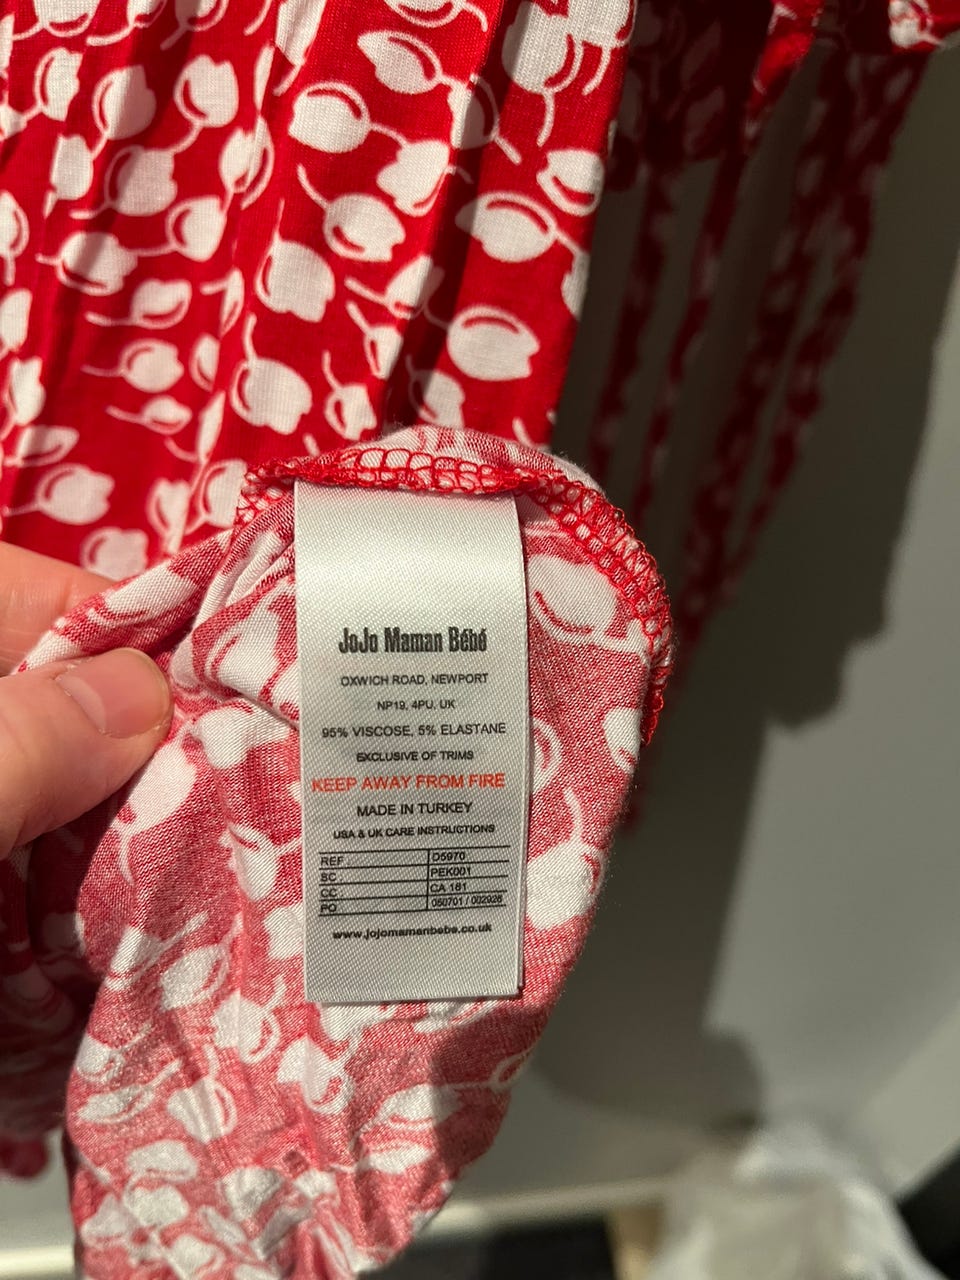 JoJo Maman Bébé
OXWICH ROAD, NEWPORT
NP19, 4PU, UK
95% VISCOSE, 5% ELASTANE
EXCLUSIVE OF TRIMS
KEEP AWAY FROM FIRE
MADE IN TURKEY
USA & UK CARE INSTRUCTIONS
REF D5970
SC PEK001
CC CA 181
PO 050701 / 002926
www.jojomamanbebe.co.uk